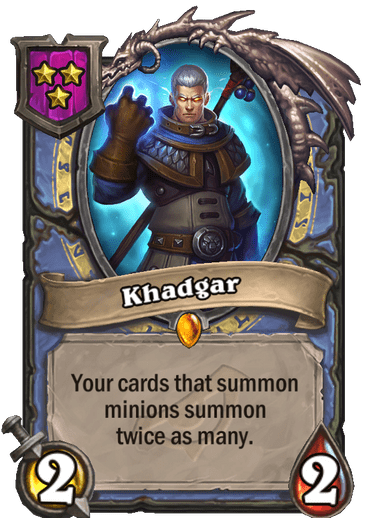 Khadgar
Your cards that summon
minions summon
twice as many.
2
2